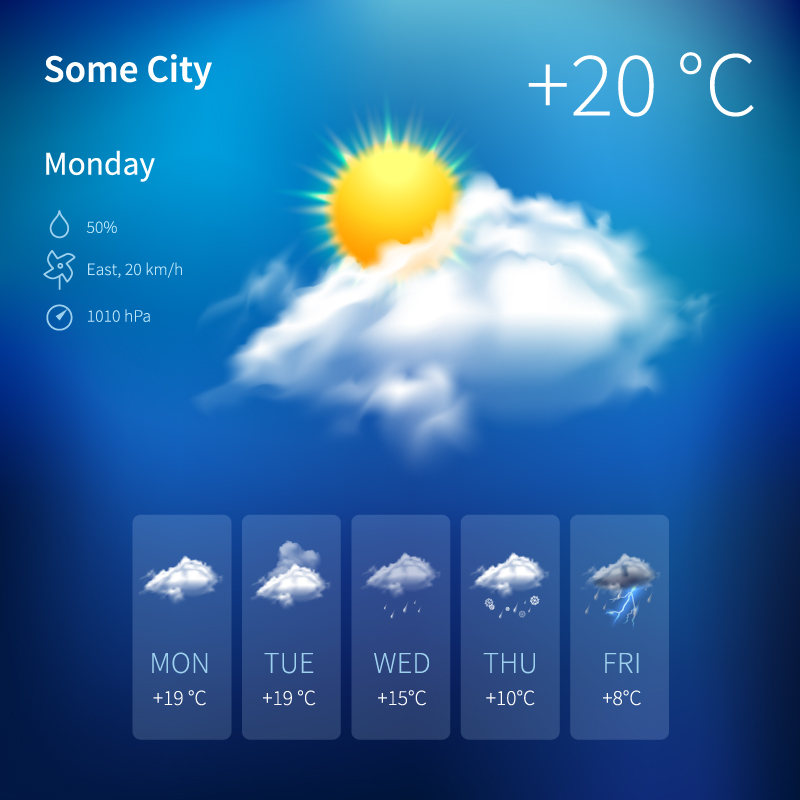 Some City
+20 °C
Monday
50%
East, 20 km/h
1010 hPa
MON TUE WED THU FRI
+19 °C +19 °C +15°C +10°C +8°C